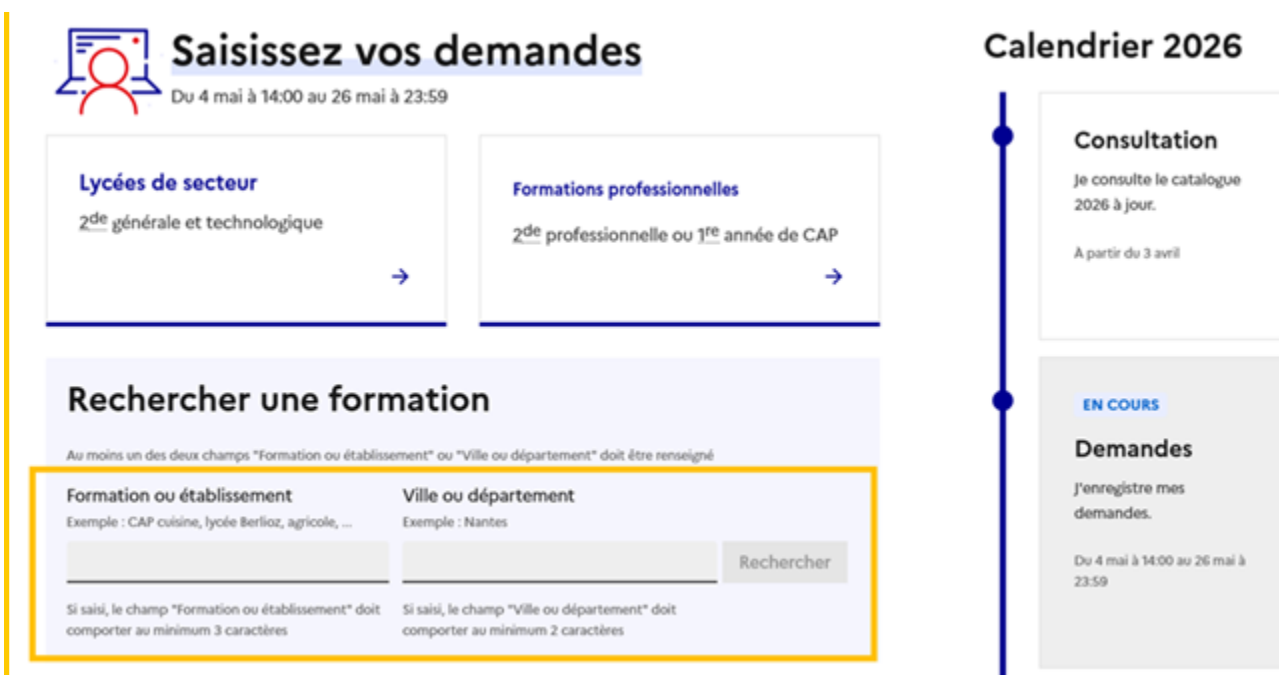 Saisissez vos demandes
Du 4 mai à 14:00 au 26 mai à 23:59
Lycées de secteur
2de générale et technologique
→
Formations professionnelles
2de professionnelle ou 1re année de CAP
→
Rechercher une formation
Au moins un des deux champs "Formation ou établissement" ou "Ville ou département" doit être renseigné
Formation ou établissement
Exemple : CAP cuisine, lycée Berlioz, agricole, ...
Si saisi, le champ "Formation ou établissement" doit
comporter au minimum 3 caractères
Ville ou département
Exemple : Nantes
Rechercher
Si saisi, le champ "Ville ou département" doit
comporter au minimum 2 caractères
Calendrier 2026
Consultation
Je consulte le catalogue
2026 à jour.
À partir du 3 avril
EN COURS
Demandes
J'enregistre mes
demandes.
Du 4 mai à 14:00 au 26 mai à
23:59